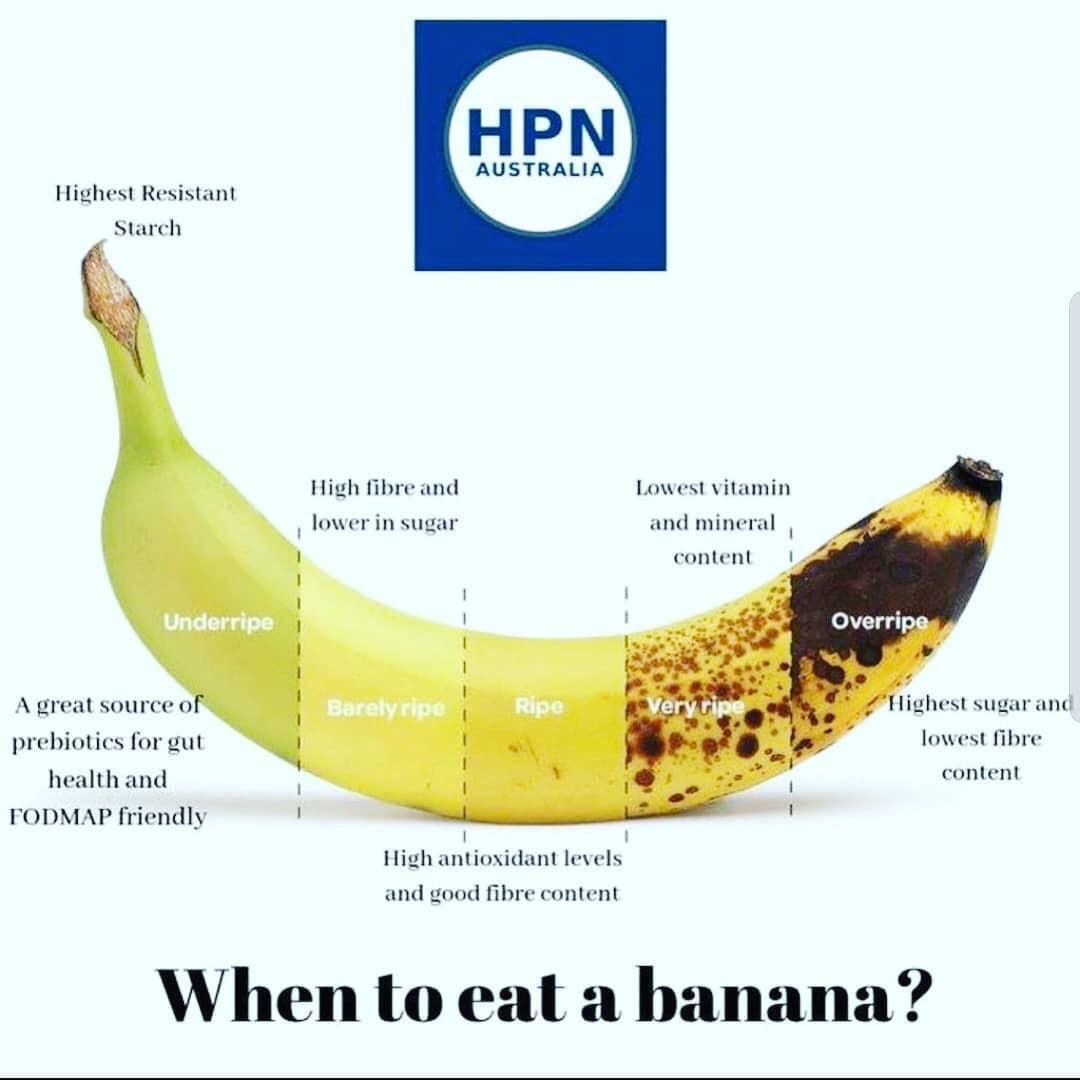 HPN
AUSTRALIA
Highest Resistant
Starch
High fibre and
lower in sugar
Lowest vitamin
and mineral
content
Underripe
Barely ripe
Ripe
Very ripe
Overripe
A great source of
prebiotics for gut
health and
FODMAP friendly
Highest sugar and
lowest fibre
content
High antioxidant levels
and good fibre content
When to eat a banana?